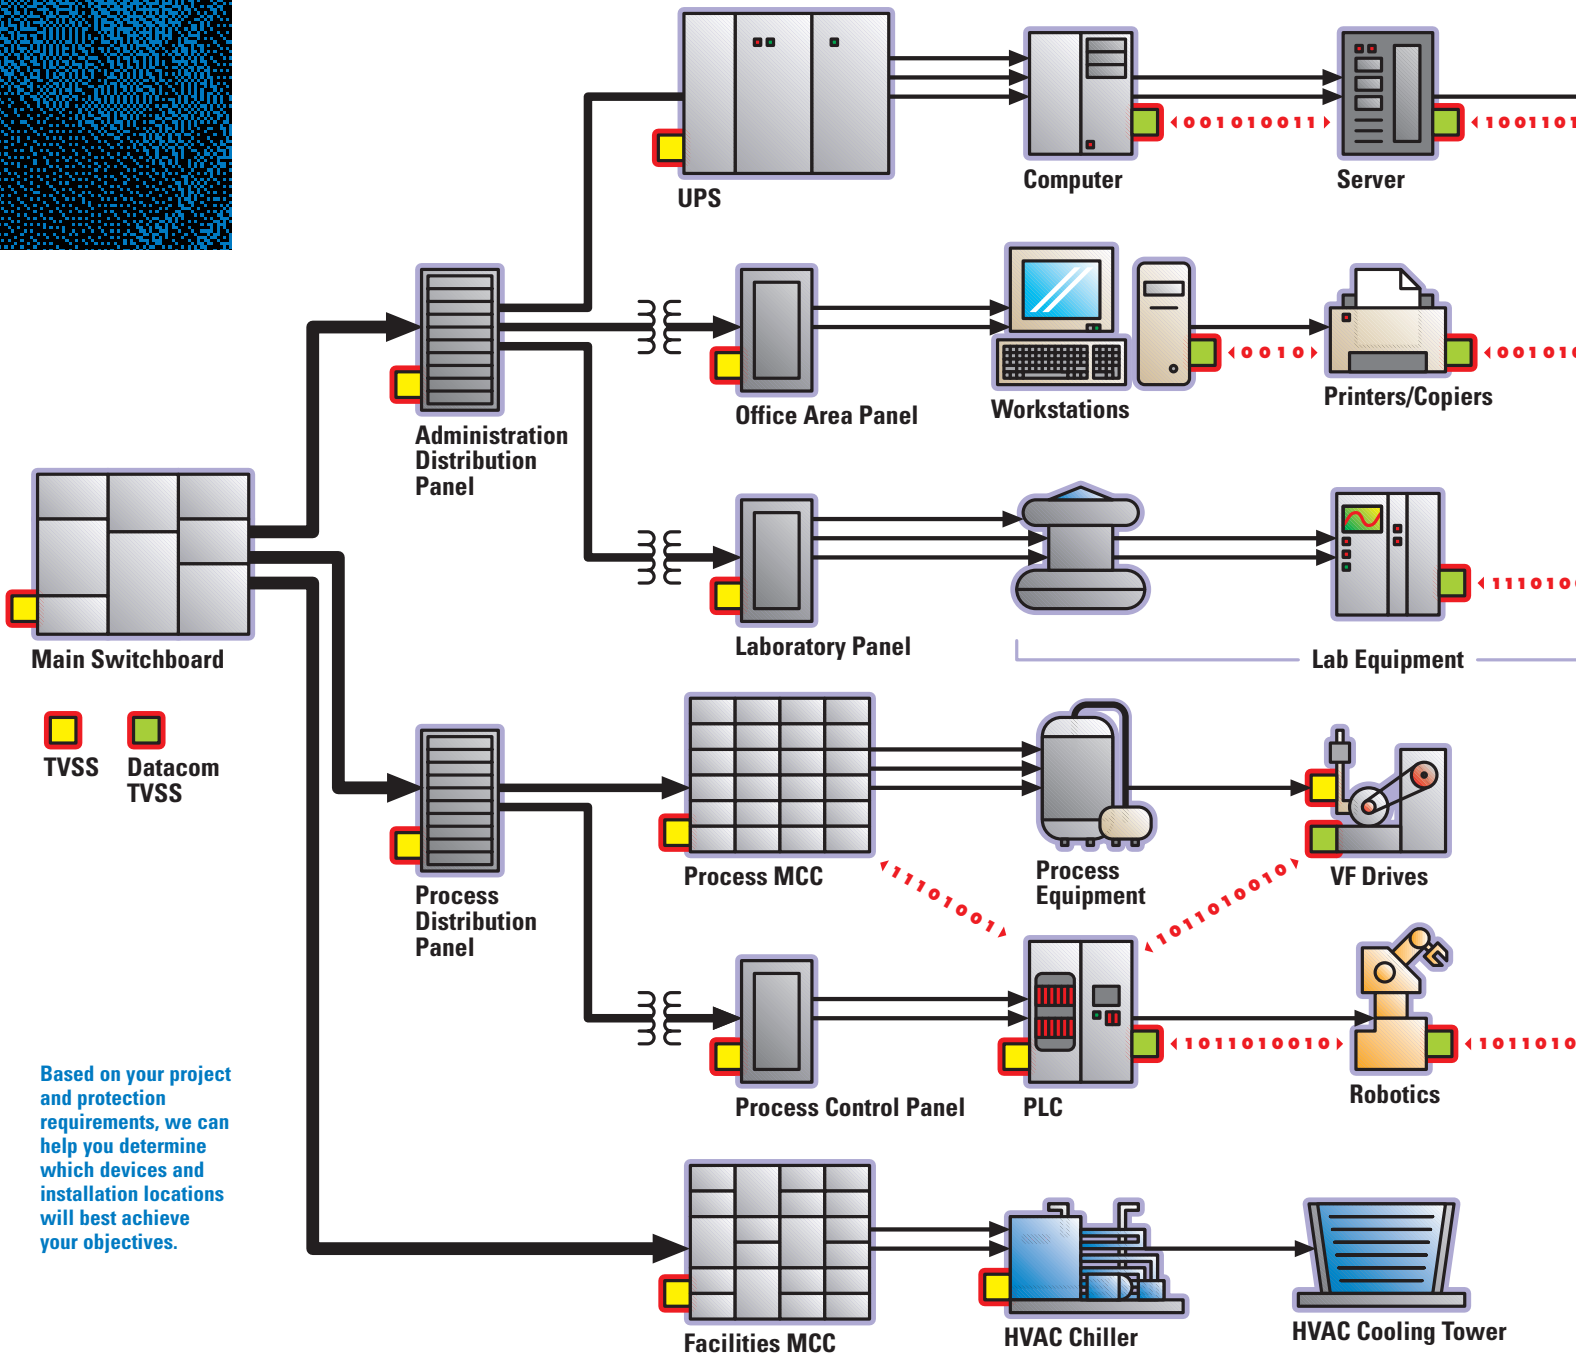 UPS
Computer
Server
001010011
1001101
Office Area Panel
Workstations
Printers/Copiers
0010
001010
Administration
Distribution
Panel
Laboratory Panel
Lab Equipment
111010
Main Switchboard
TVSS
Datacom
TVSS
Process MCC
Process
Equipment
VF Drives
11101001
1011010010
Process
Distribution
Panel
Process Control Panel
PLC
Robotics
1011010010
1011010
Based on your project
and protection
requirements, we can
help you determine
which devices and
installation locations
will best achieve
your objectives.
Facilities MCC
HVAC Chiller
HVAC Cooling Tower